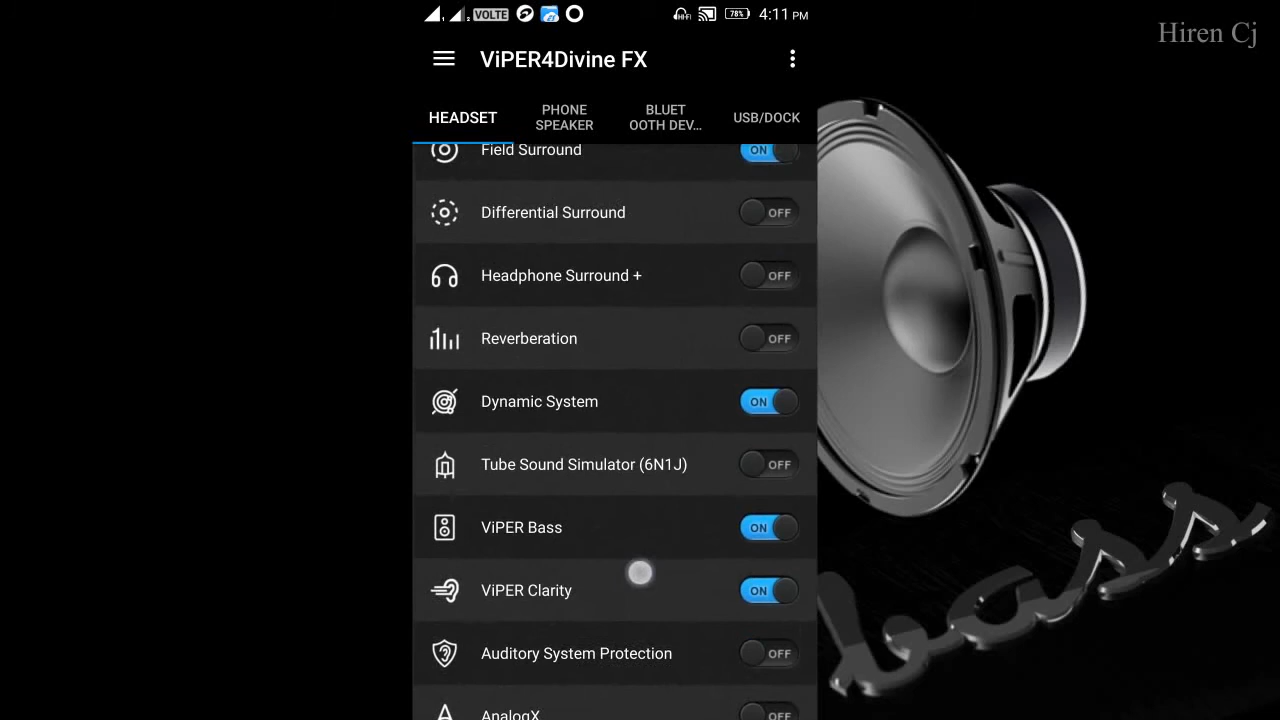 VOLTE
78%
4:11 PM
Hiren Cj
ViPER4Divine FX
HEADSET
PHONE
SPEAKER
BLUET
OOTH DEV...
USB/DOCK
Field Surround ON
Differential Surround OFF
Headphone Surround + OFF
Reverberation OFF
Dynamic System ON
Tube Sound Simulator (6N1J) OFF
ViPER Bass ON
ViPER Clarity ON
Auditory System Protection OFF
AnalogX OFF
bass